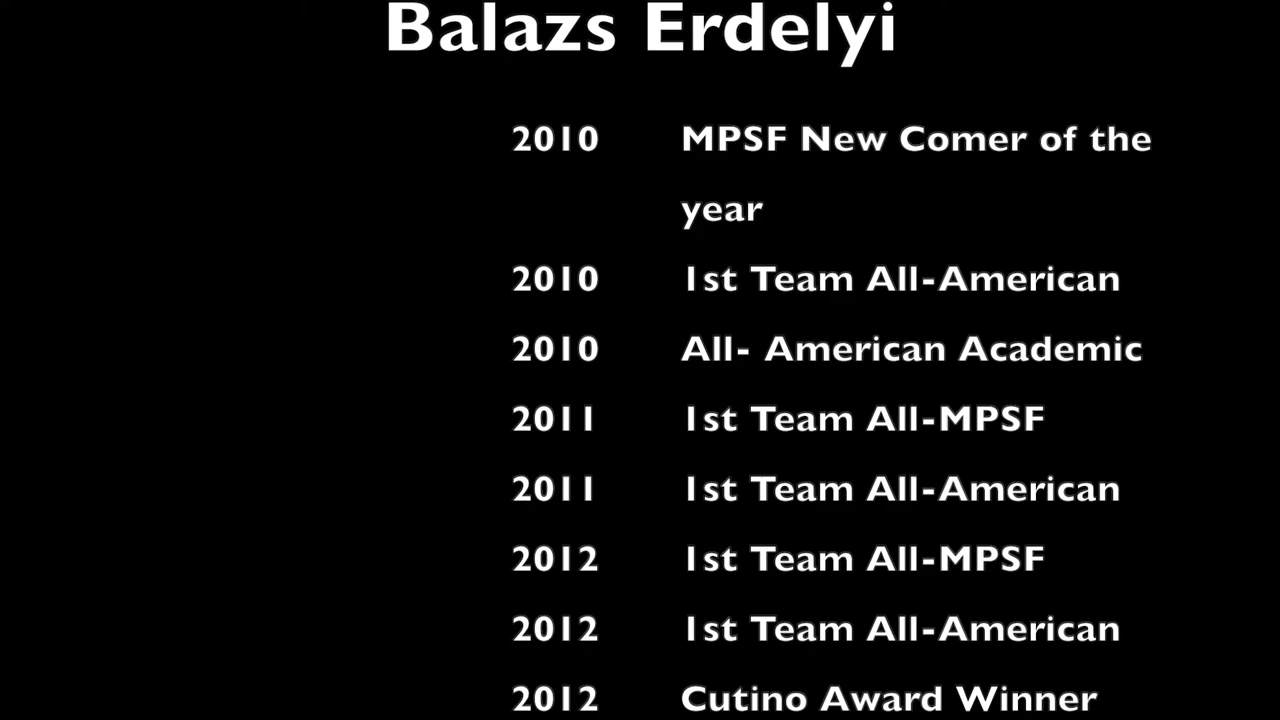 Balazs Erdelyi
2010 MPSF New Comer of the
year
2010 1st Team All-American
2010 All- American Academic
2011 1st Team All-MPSF
2011 1st Team All-American
2012 1st Team All-MPSF
2012 1st Team All-American
2012 Cutino Award Winner